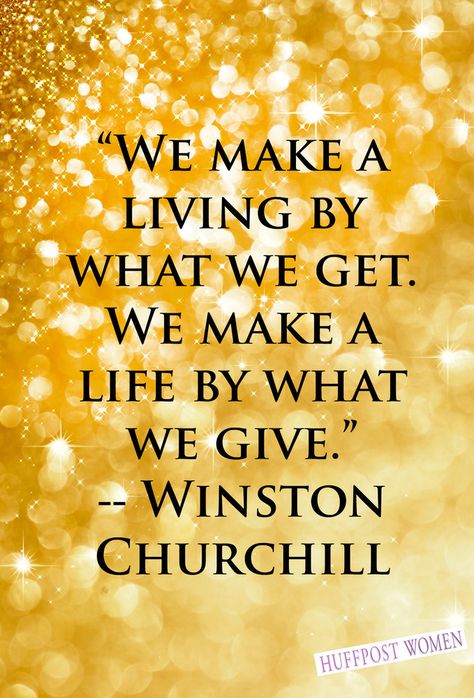 “We make a
living by
what we get.
We make a
life by what
we give.”
-- Winston
Churchill
HUFFPOST WOMEN